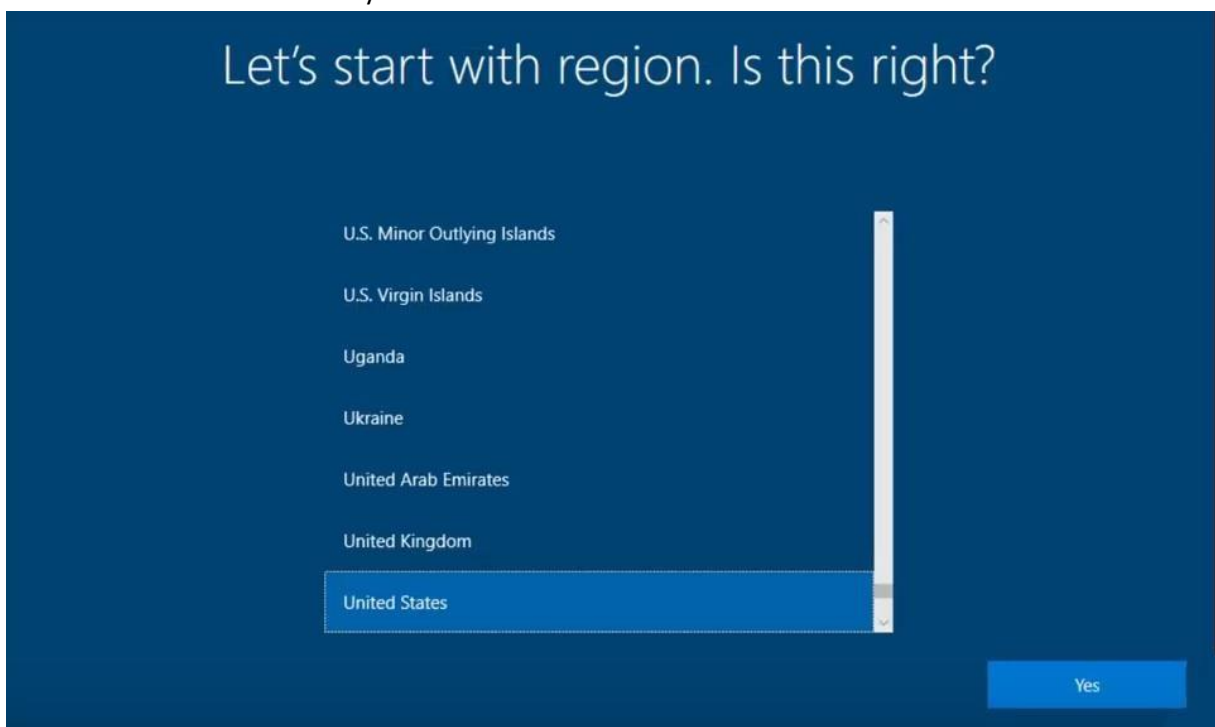 Let's start with region. Is this right?
U.S. Minor Outlying Islands
U.S. Virgin Islands
Uganda
Ukraine
United Arab Emirates
United Kingdom
United States
Yes